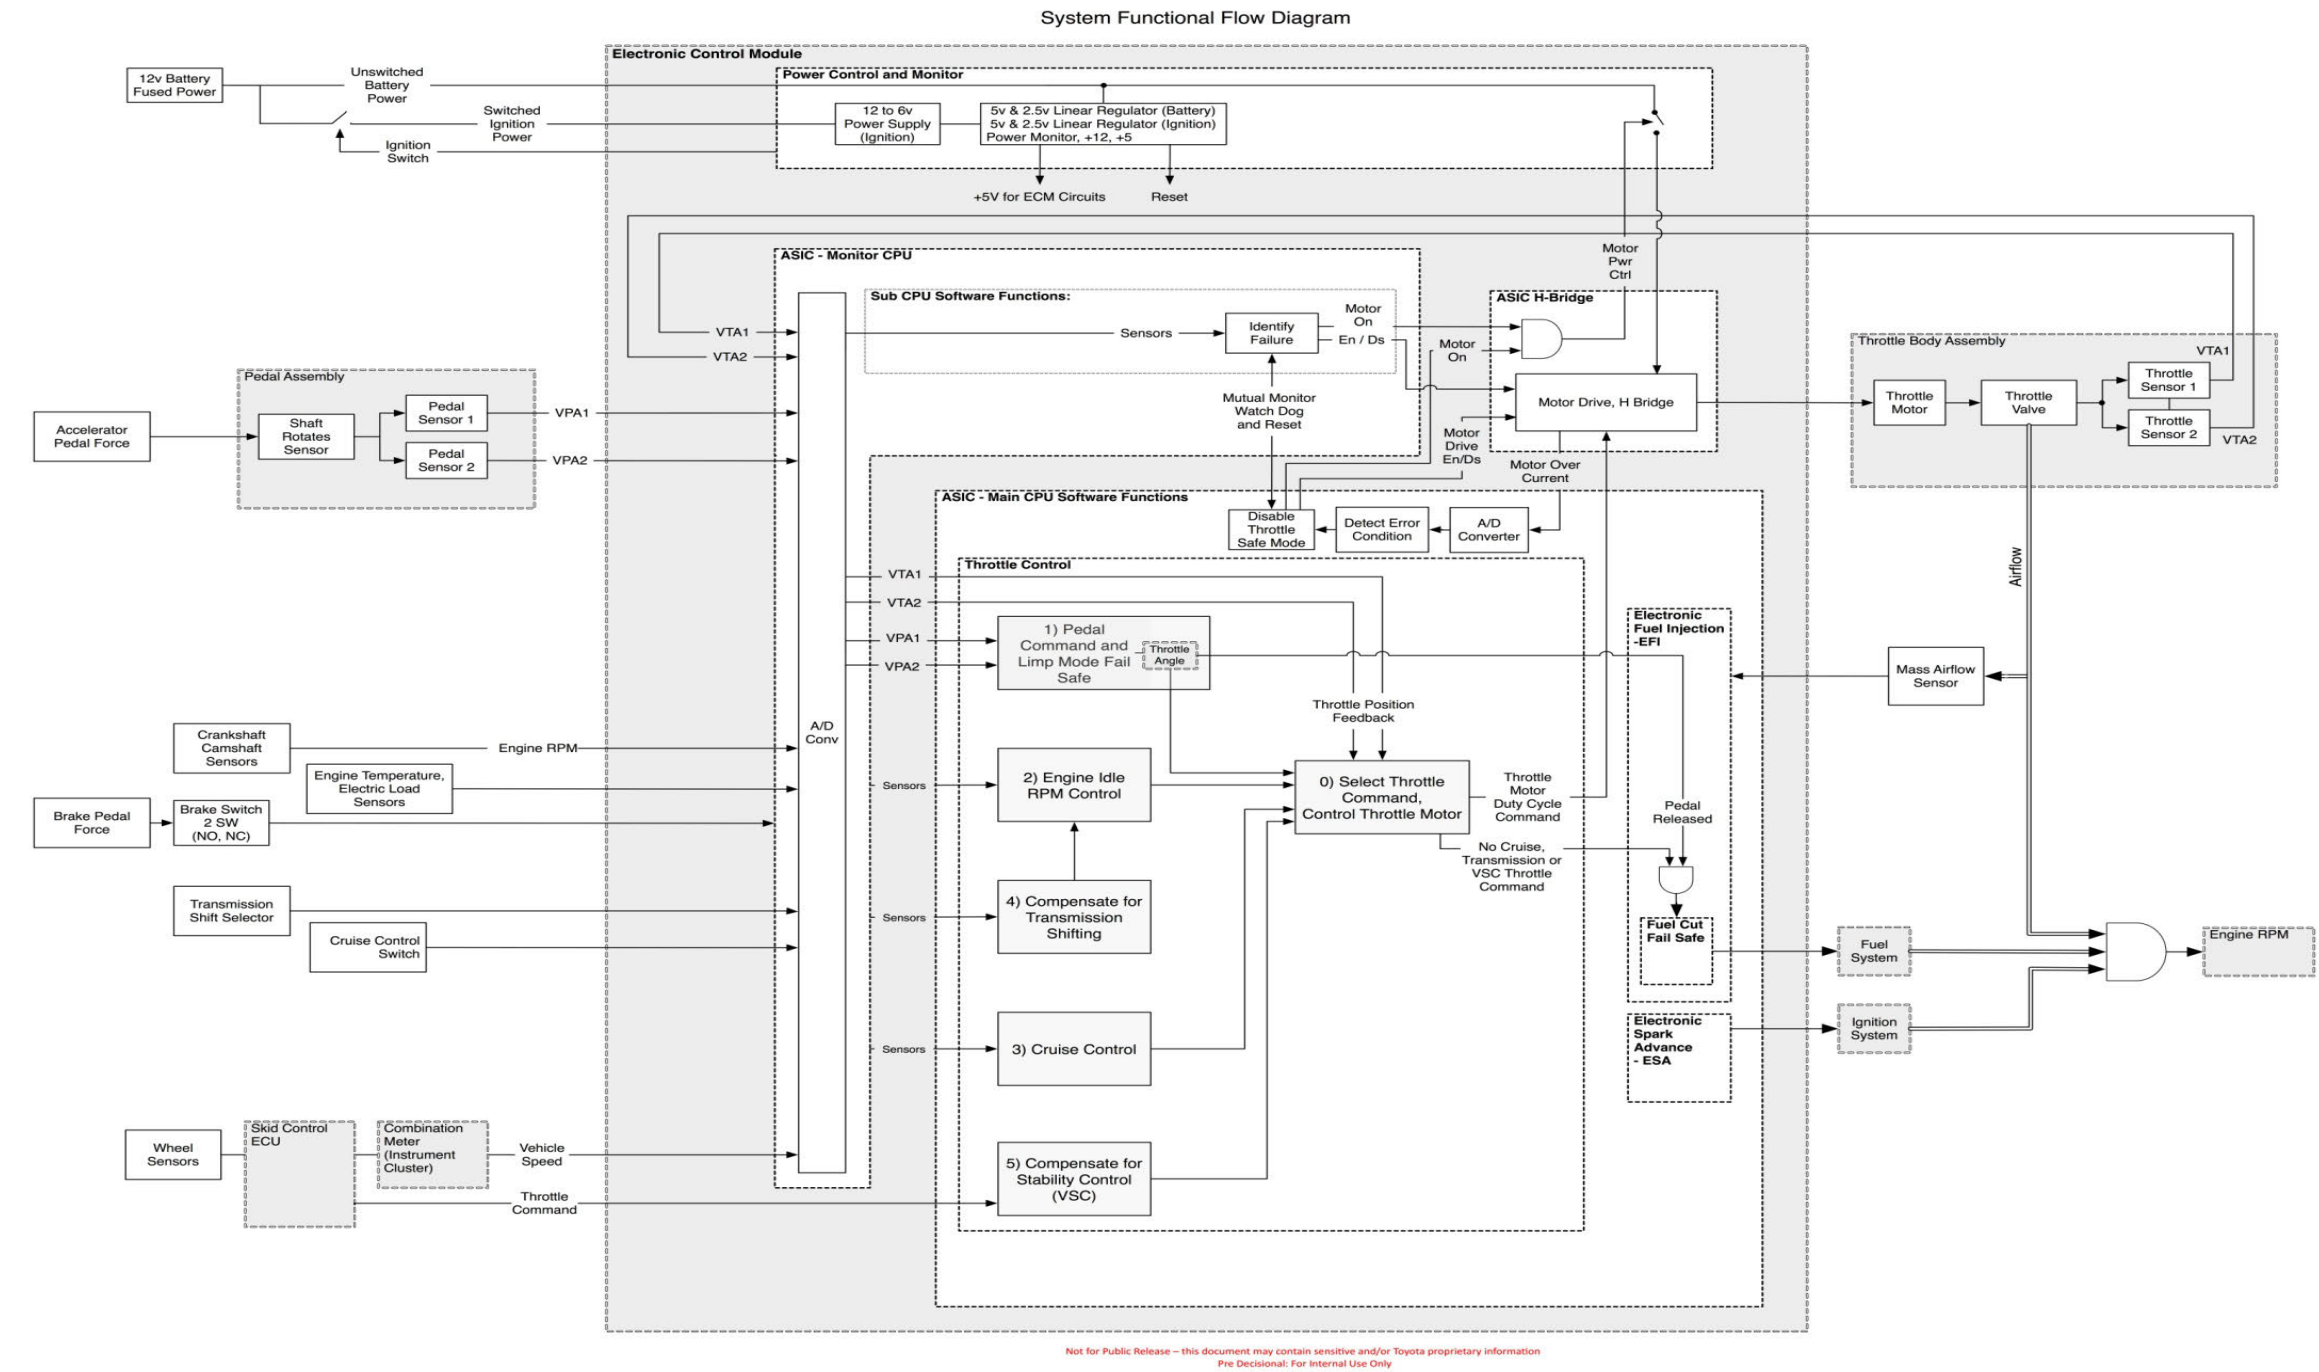 System Functional Flow Diagram
Electronic Control Module
12v Battery
Fused Power
Unswitched
Battery
Power
Switched
Ignition
Power
Ignition
Switch
Power Control and Monitor
12 to 6v
Power Supply
(Ignition)
5v & 2.5v Linear Regulator (Battery)
5v & 2.5v Linear Regulator (Ignition)
Power Monitor, +12, +5
+5V for ECM Circuits
Reset
ASIC - Monitor CPU
Sub CPU Software Functions:
VTA1
VTA2
Sensors
Identify
Failure
Motor
On
En / Ds
Motor
On
Motor
Pwr
Ctrl
ASIC H-Bridge
Motor Drive, H Bridge
Mutual Monitor
Watch Dog
and Reset
Motor
Drive
En/Ds
Motor Over
Current
Throttle Body Assembly
Throttle
Motor
Throttle
Valve
Throttle
Sensor 1
Throttle
Sensor 2
VTA1
VTA2
Pedal Assembly
Accelerator
Pedal Force
Shaft
Rotates
Sensor
Pedal
Sensor 1
Pedal
Sensor 2
VPA1
VPA2
ASIC - Main CPU Software Functions
Disable
Throttle
Safe Mode
Detect Error
Condition
A/D
Converter
Throttle Control
VTA1
VTA2
VPA1
VPA2
1) Pedal
Command and
Limp Mode Fail
Safe
Throttle
Angle
Throttle Position
Feedback
Electronic
Fuel Injection
-EFI
Airflow
Mass Airflow
Sensor
A/D
Conv
Crankshaft
Camshaft
Sensors
Engine RPM
Engine Temperature,
Electric Load
Sensors
Brake Pedal
Force
Brake Switch
2 SW
(NO, NC)
Transmission
Shift Selector
Cruise Control
Switch
Sensors
2) Engine Idle
RPM Control
0) Select Throttle
Command,
Control Throttle Motor
Throttle
Motor
Duty Cycle
Command
Pedal
Released
No Cruise,
Transmission or
VSC Throttle
Command
Sensors
4) Compensate for
Transmission
Shifting
Fuel Cut
Fail Safe
Fuel
System
Engine RPM
Sensors
3) Cruise Control
Electronic
Spark
Advance
- ESA
Ignition
System
Wheel
Sensors
Skid Control
ECU
Combination
Meter
(Instrument
Cluster)
Vehicle
Speed
Throttle
Command
5) Compensate for
Stability Control
(VSC)
Not for Public Release – this document may contain sensitive and/or Toyota proprietary information
Pre Decisional: For Internal Use Only